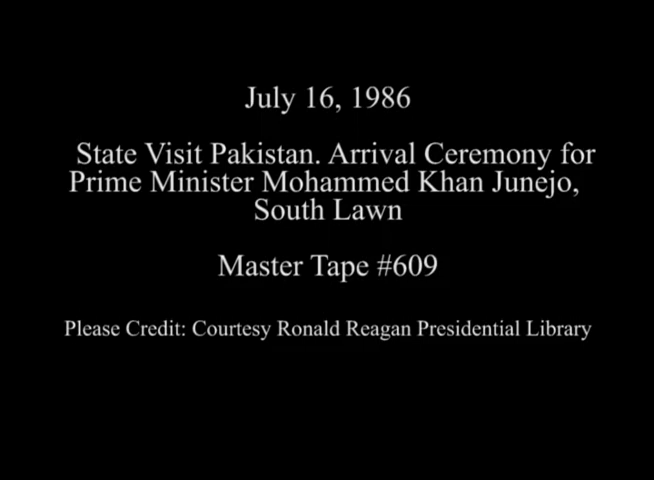 July 16, 1986
State Visit Pakistan. Arrival Ceremony for
Prime Minister Mohammed Khan Junejo,
South Lawn
Master Tape #609
Please Credit: Courtesy Ronald Reagan Presidential Library